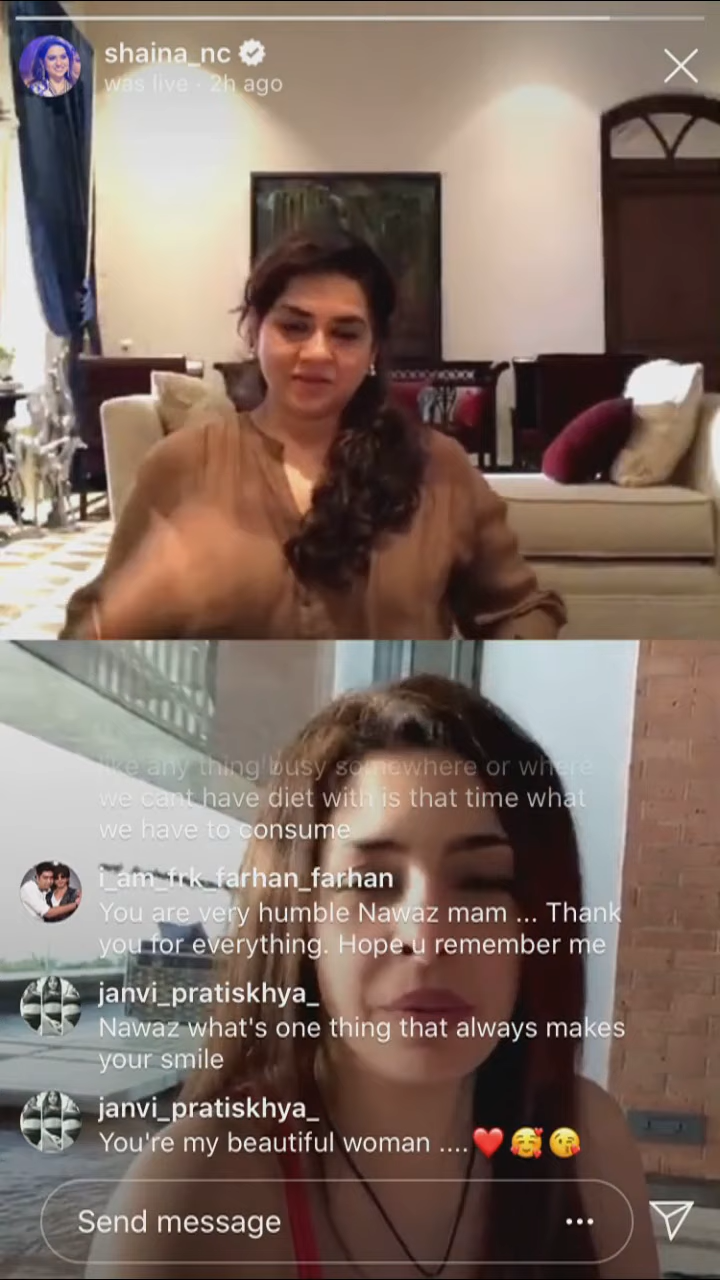 shaina_nc
was live · 2h ago
like any thing busy somewhere or where
we cant have diet with is that time what
we have to consume
i_am_frk_farhan_farhan
You are very humble Nawaz mam ... Thank
you for everything. Hope u remember me
janvi_pratiskhya_
Nawaz what's one thing that always makes
your smile
janvi_pratiskhya_
You're my beautiful woman ....❤️🥰😘
Send message